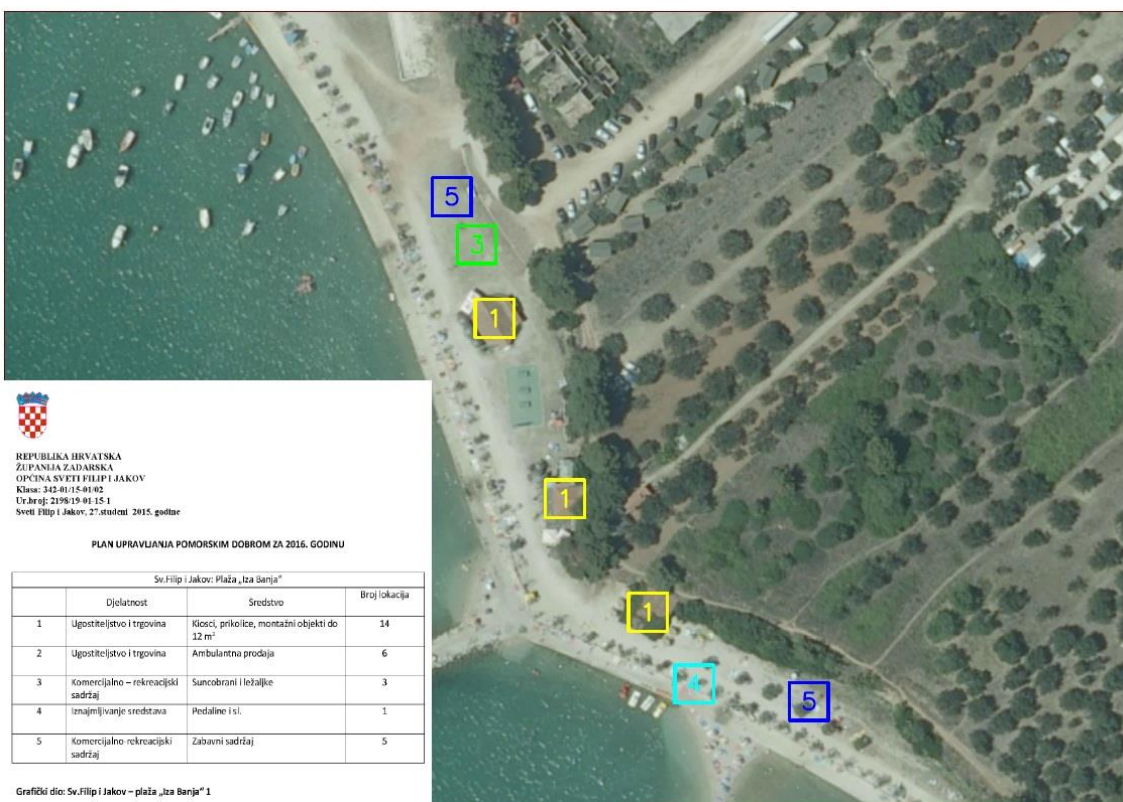 5
3
1
1
1
4
5
REPUBLIKA HRVATSKA
ŽUPANIJA ZADARSKA
OPĆINA SVETI FILIP I JAKOV
Klasa: 342-01/15-01/02
Ur.broj: 2198/19-01-15-1
Sveti Filip i Jakov, 27.studeni 2015. godine
PLAN UPRAVLJANJA POMORSKIM DOBROM ZA 2016. GODINU
Sv.Filip i Jakov: Plaža „Iza Banja“
Djelatnost Sredstvo Broj lokacija
1 Ugostiteljstvo i trgovina Kiosci, prikolice, montažni objekti do 14
12 m²
2 Ugostiteljstvo i trgovina Ambulantna prodaja 6
3 Komercijalno – rekreacijski Suncobrani i ležaljke 3
sadržaj
4 Iznajmljivanje sredstava Pedaline i sl. 1
5 Komercijalno-rekreacijski Zabavni sadržaj 5
sadržaj
Grafički dio: Sv.Filip i Jakov – plaža „Iza Banja“ 1